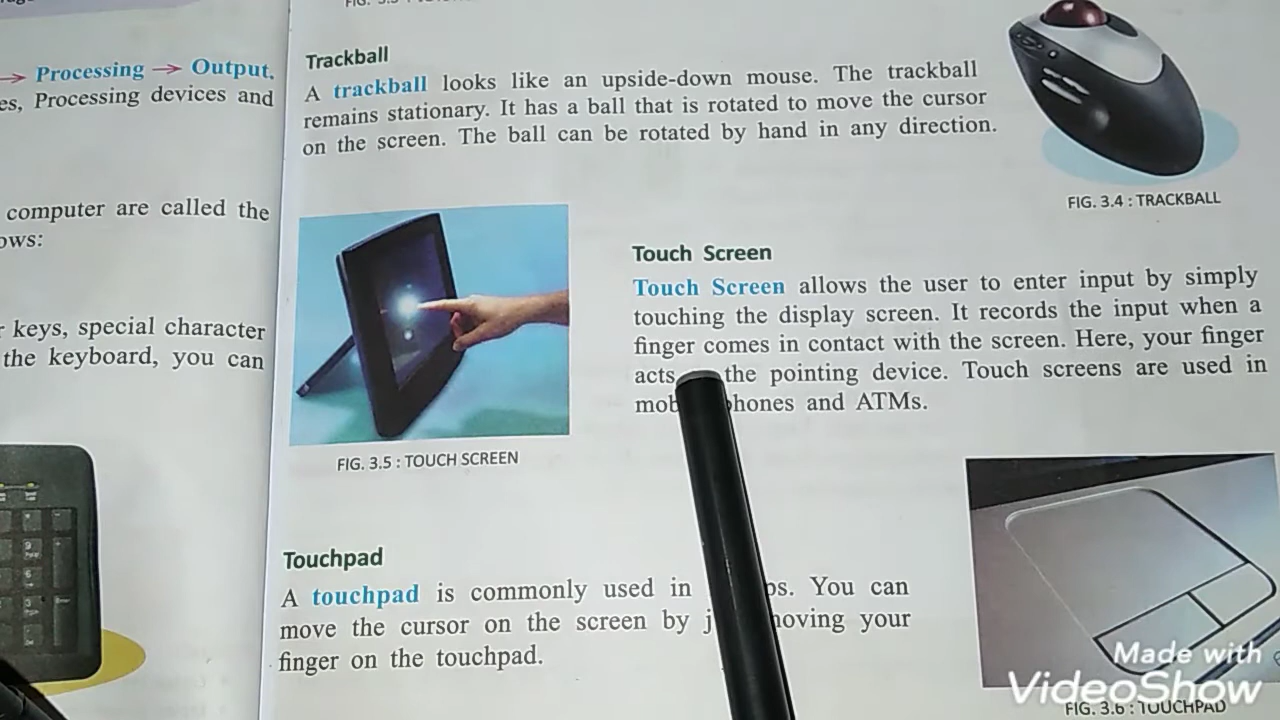 → Processing → Output.
es, Processing devices and
computer are called the
ows:
keys, special character
the keyboard, you can
Trackball
A trackball looks like an upside-down mouse. The trackball
remains stationary. It has a ball that is rotated to move the cursor
on the screen. The ball can be rotated by hand in any direction.
FIG. 3.4 : TRACKBALL
Touch Screen
Touch Screen allows the user to enter input by simply
touching the display screen. It records the input when a
finger comes in contact with the screen. Here, your finger
acts the pointing device. Touch screens are used in
mob phones and ATMs.
FIG. 3.5 : TOUCH SCREEN
Touchpad
A touchpad is commonly used in ps. You can
move the cursor on the screen by j moving your
finger on the touchpad.
FIG. 3.6 : TOUCHPAD
Made with
VideoShow